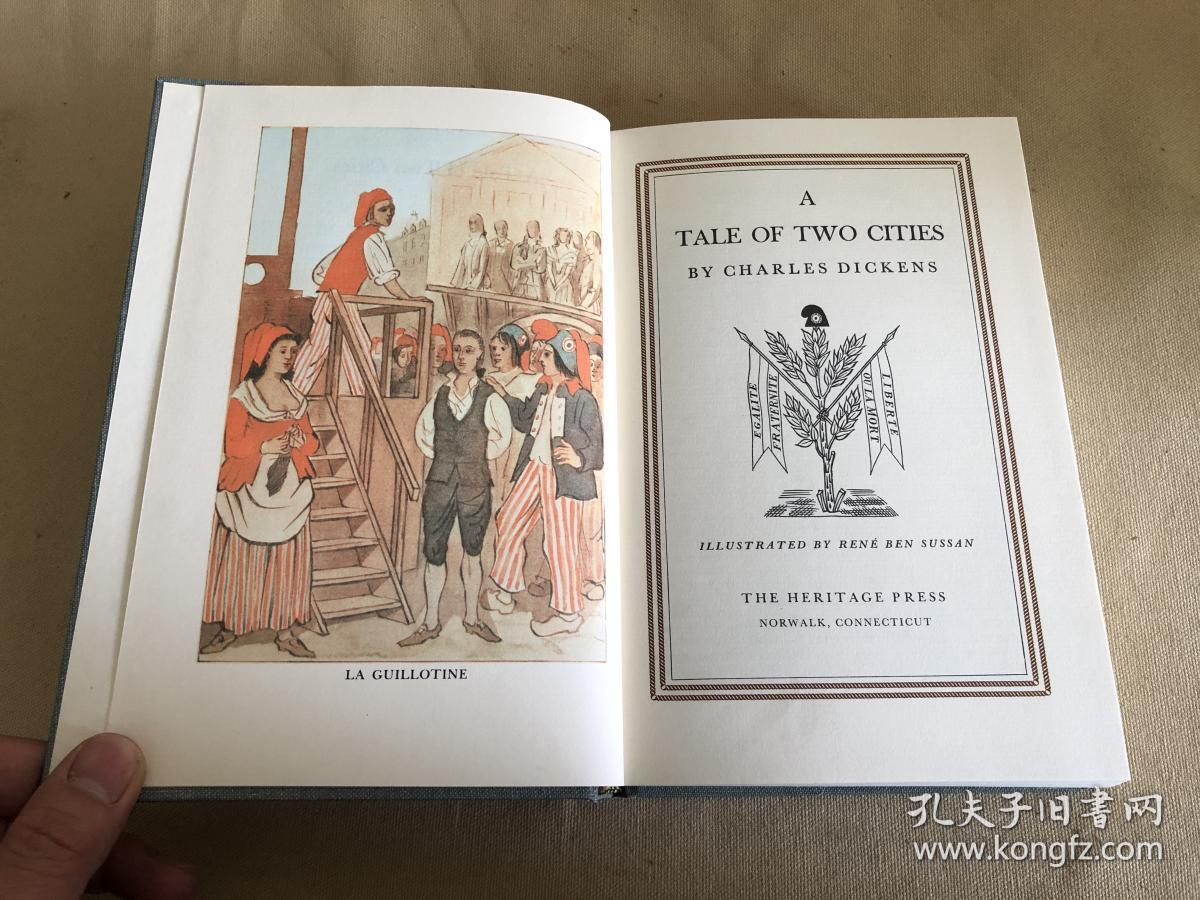 LA GUILLOTINE
A
TALE OF TWO CITIES
BY CHARLES DICKENS
EGALITE
FRATERNITE
LIBERTE
OU LA MORT
ILLUSTRATED BY RENÉ BEN SUSSAN
THE HERITAGE PRESS
NORWALK, CONNECTICUT
孔夫子旧書网
www.kongfz.com